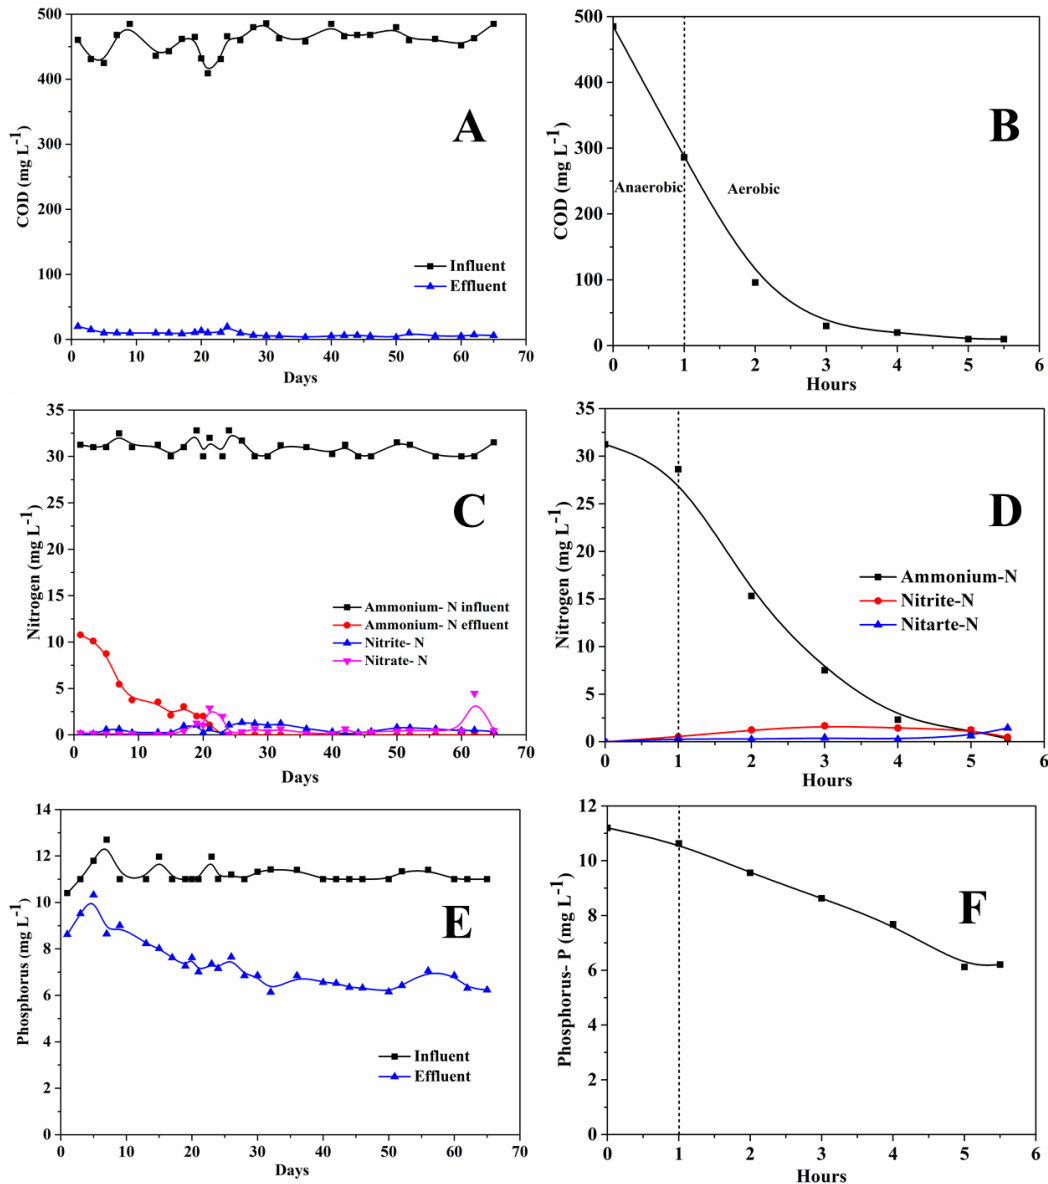 500
400
300
200
100
0
COD (mg L-1)
A
Influent
Effluent
0 10 20 30 40 50 60 70
Days
500
400
300
200
100
0
COD (mg L-1)
B
Anaerobic
Aerobic
0 1 2 3 4 5 6
Hours
35
30
25
20
15
10
5
0
Nitrogen (mg L-1)
C
Ammonium- N influent
Ammonium- N effluent
Nitrite- N
Nitrate- N
0 10 20 30 40 50 60 70
Days
35
30
25
20
15
10
5
0
Nitrogen (mg L-1)
D
Ammonium-N
Nitrite-N
Nitarte-N
0 1 2 3 4 5 6
Hours
14
12
10
8
6
4
2
0
Phosphorus (mg L-1)
E
Influent
Effluent
0 10 20 30 40 50 60 70
Days
12
10
8
6
4
2
0
Phosphorus- P (mg L-1)
F
0 1 2 3 4 5 6
Hours